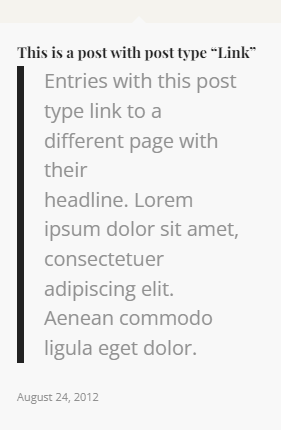 This is a post with post type “Link”
Entries with this post
type link to a
different page with
their
headline. Lorem
ipsum dolor sit amet,
consectetuer
adipiscing elit.
Aenean commodo
ligula eget dolor.
August 24, 2012